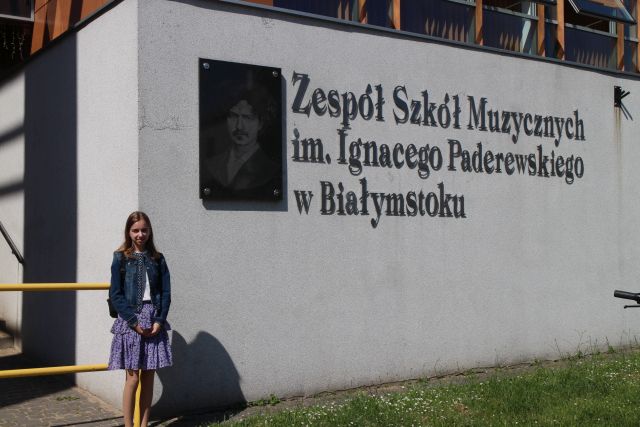 Zespół Szkół Muzycznych
im. Ignacego Paderewskiego
w Białymstoku